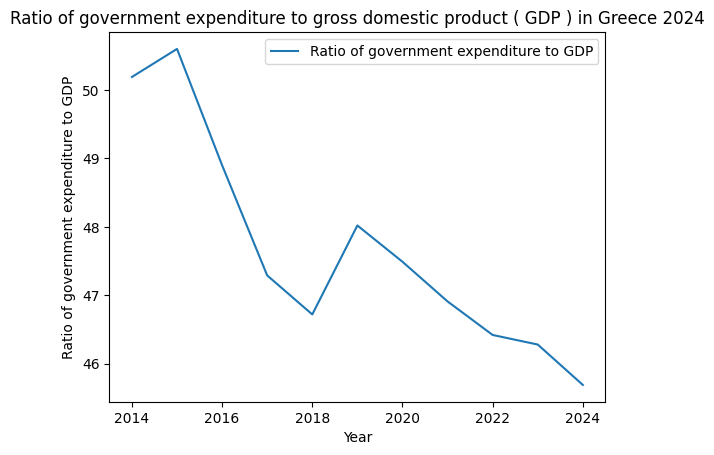 Ratio of government expenditure to gross domestic product ( GDP ) in Greece 2024
Ratio of government expenditure to GDP
Ratio of government expenditure to GDP
50
49
48
47
46
2014
2016
2018
2020
2022
2024
Year